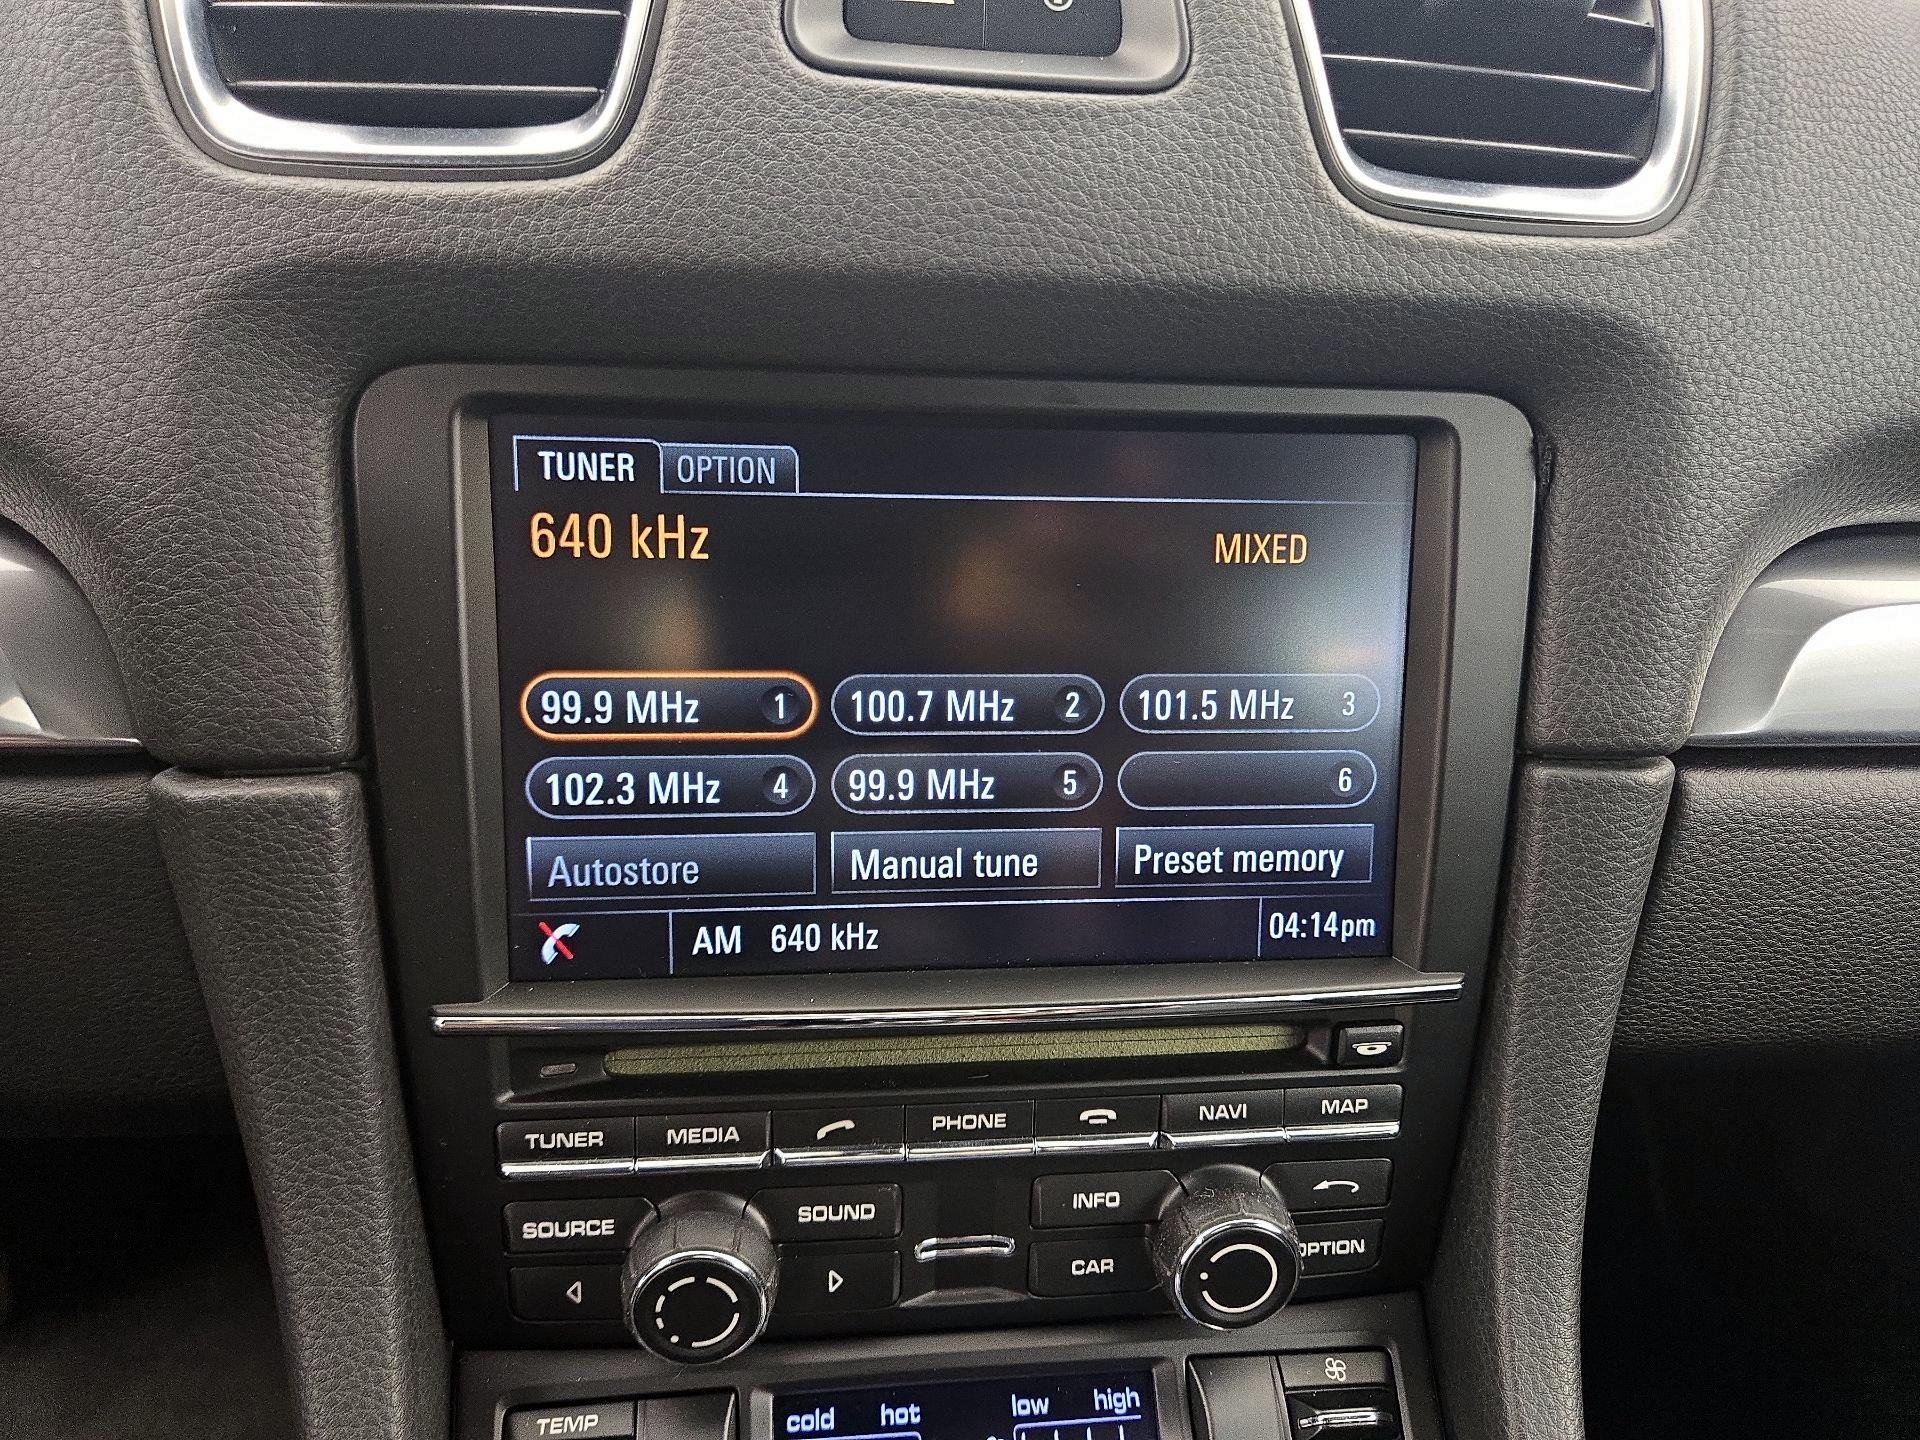 TUNER OPTION
640 kHz MIXED
99.9 MHz 1 100.7 MHz 2 101.5 MHz 3
102.3 MHz 4 99.9 MHz 5 6
Autostore Manual tune Preset memory
AM 640 kHz 04:14pm
TUNER MEDIA PHONE NAVI MAP
SOURCE SOUND INFO
CAR OPTION
TEMP cold hot low high